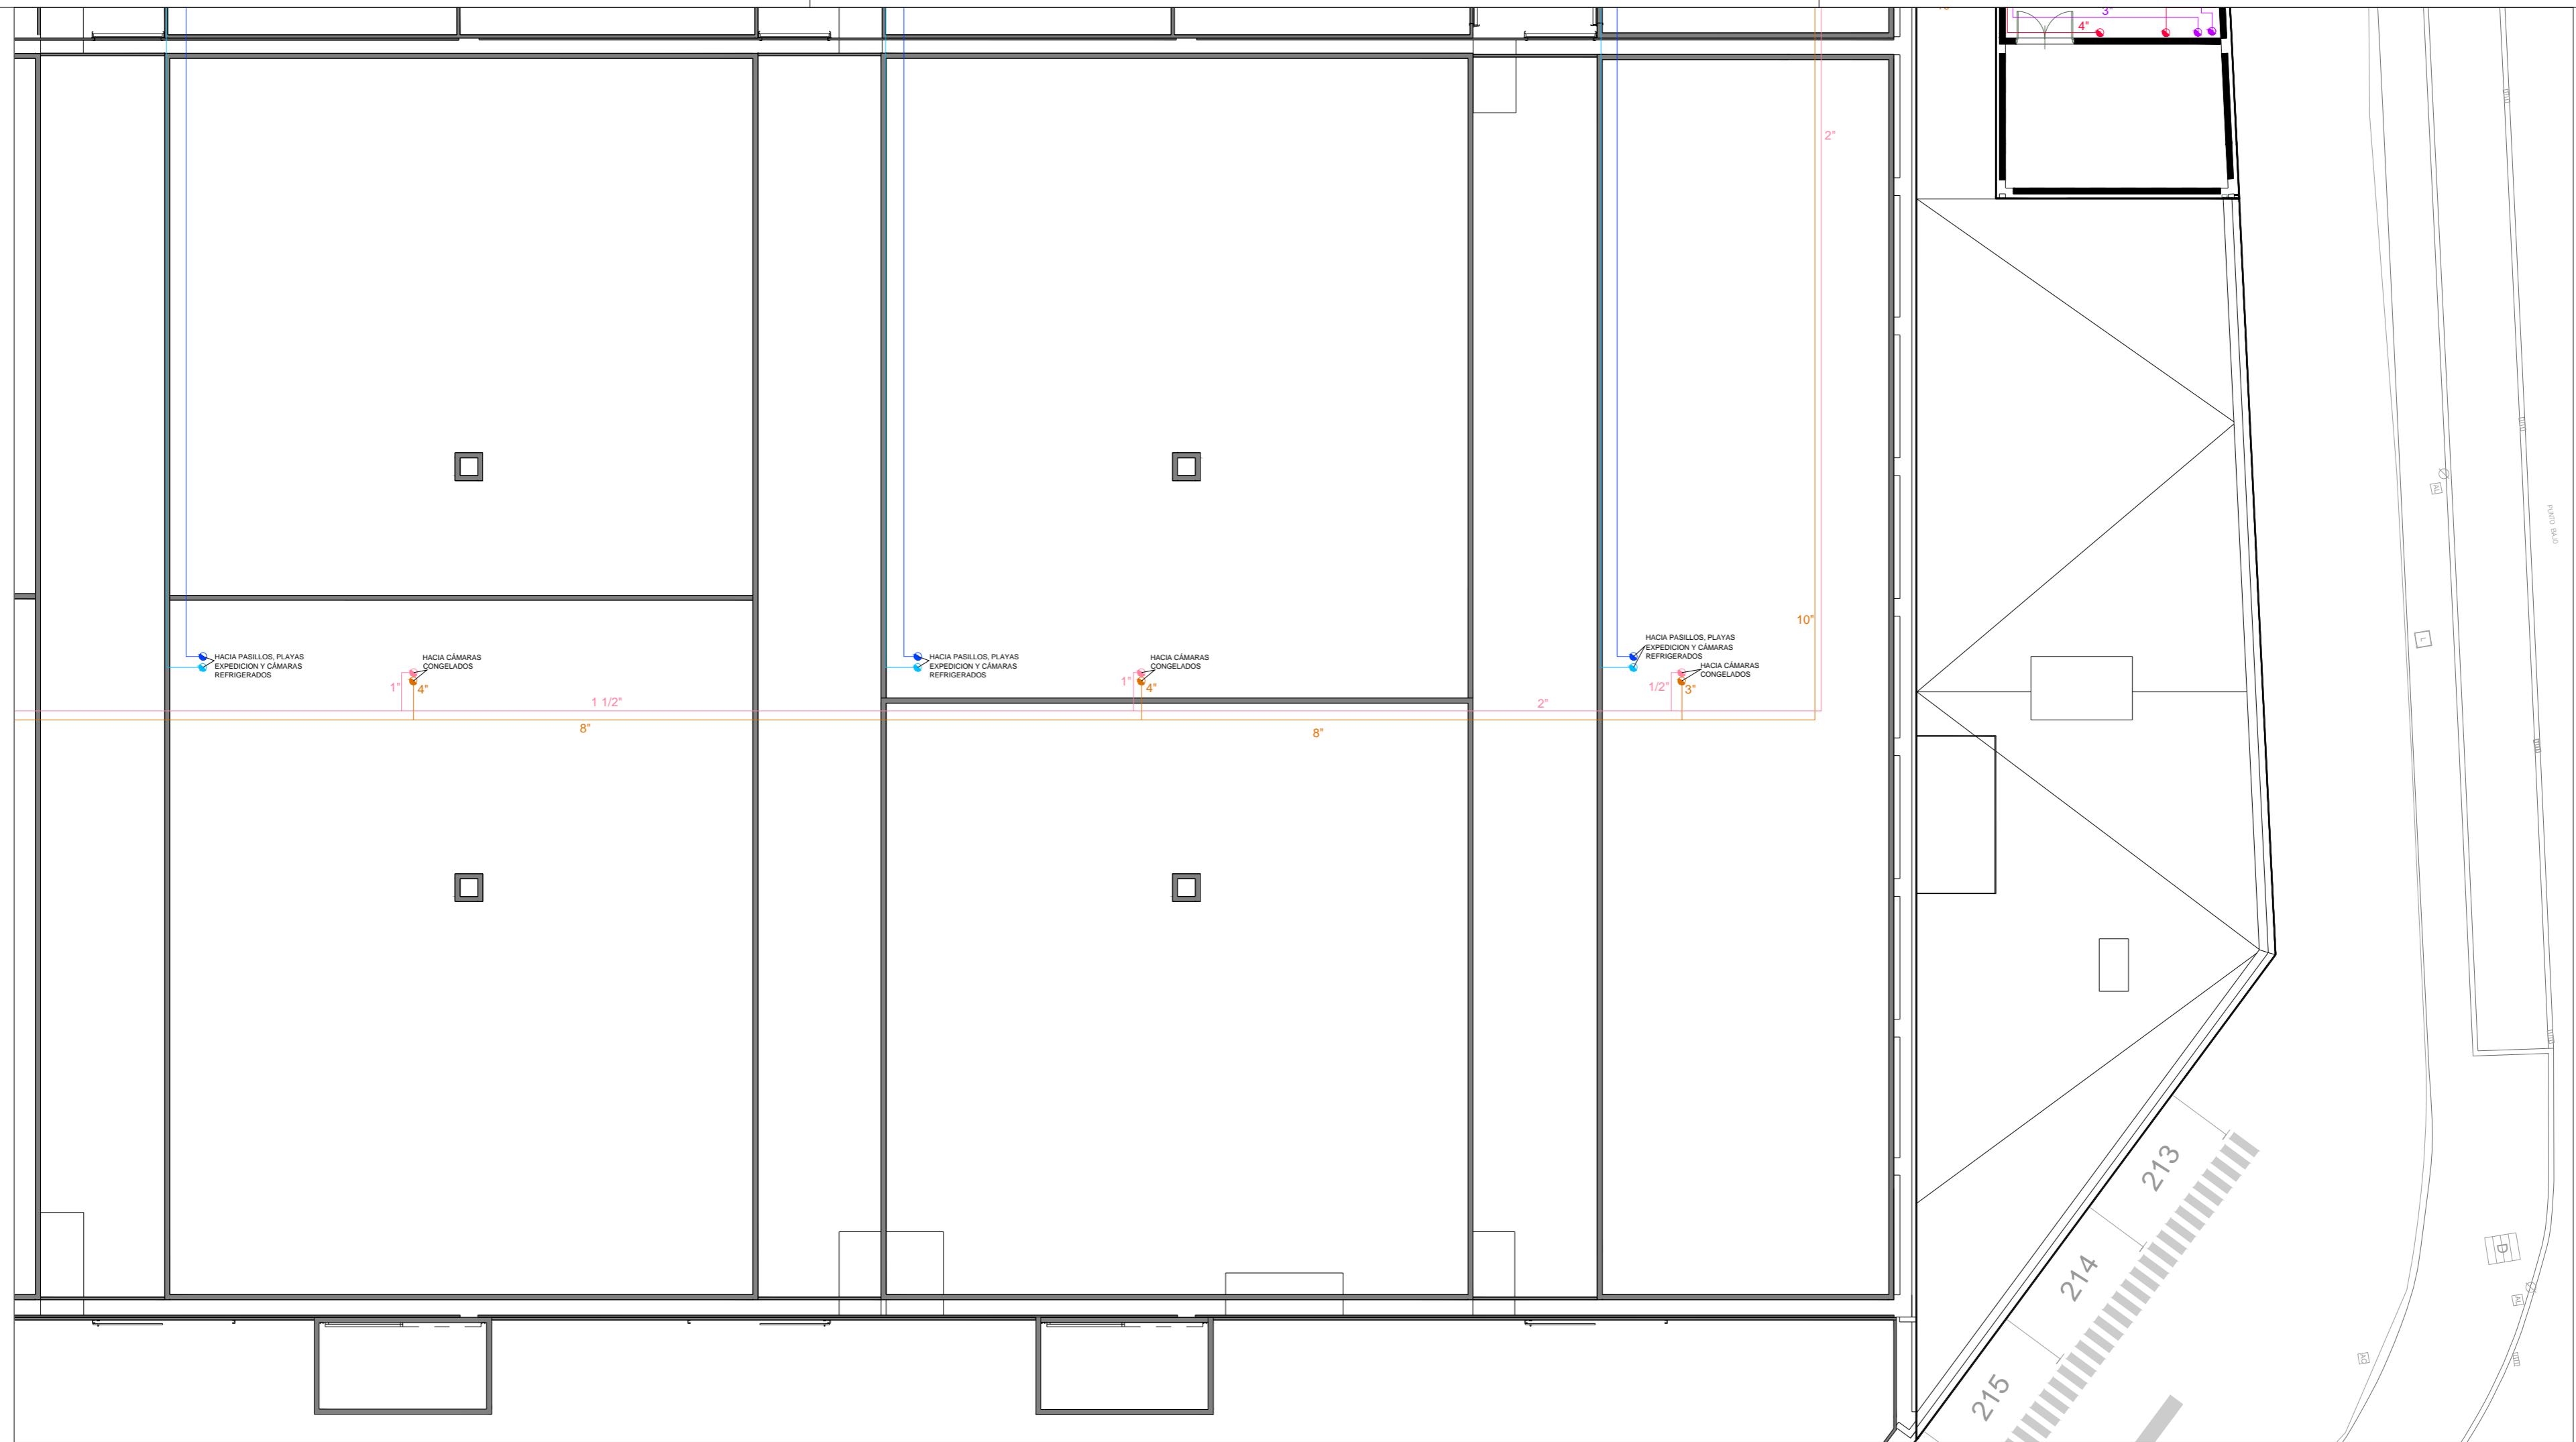 3"
4"
2"
10"
PUNTO BAJO
HACIA PASILLOS, PLAYAS
EXPEDICION Y CÁMARAS
REFRIGERADOS
HACIA CÁMARAS
CONGELADOS
1"
4"
HACIA PASILLOS, PLAYAS
EXPEDICION Y CÁMARAS
REFRIGERADOS
HACIA CÁMARAS
CONGELADOS
1"
4"
HACIA PASILLOS, PLAYAS
EXPEDICION Y CÁMARAS
REFRIGERADOS
HACIA CÁMARAS
CONGELADOS
1/2"
3"
L
1 1/2"
2"
8"
8"
213
214
215
D